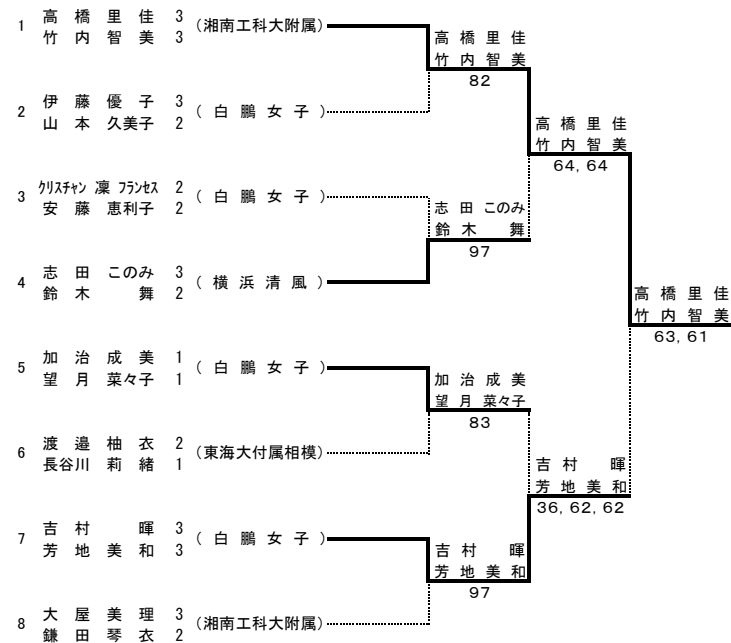 1 高橋里佳 3 (湘南工科大附属)
竹内智美 3
2 伊藤優子 3 (白鵬女子)
山本久美子 2
3 クリスチャン 凜 フランセス 2 (白鵬女子)
安藤恵利子 2
4 志田このみ 3 (横浜清風)
鈴木舞 2
5 加治成美 1 (白鵬女子)
望月菜々子 1
6 渡邉柚衣 2 (東海大付属相模)
長谷川莉緒 1
7 吉村暉 3 (白鵬女子)
芳地美和 3
8 大屋美理 3 (湘南工科大附属)
鎌田琴衣 2
高橋里佳
竹内智美
82
志田このみ
鈴木舞
97
加治成美
望月菜々子
83
吉村暉
芳地美和
97
高橋里佳
竹内智美
64, 64
吉村暉
芳地美和
36, 62, 62
高橋里佳
竹内智美
63, 61